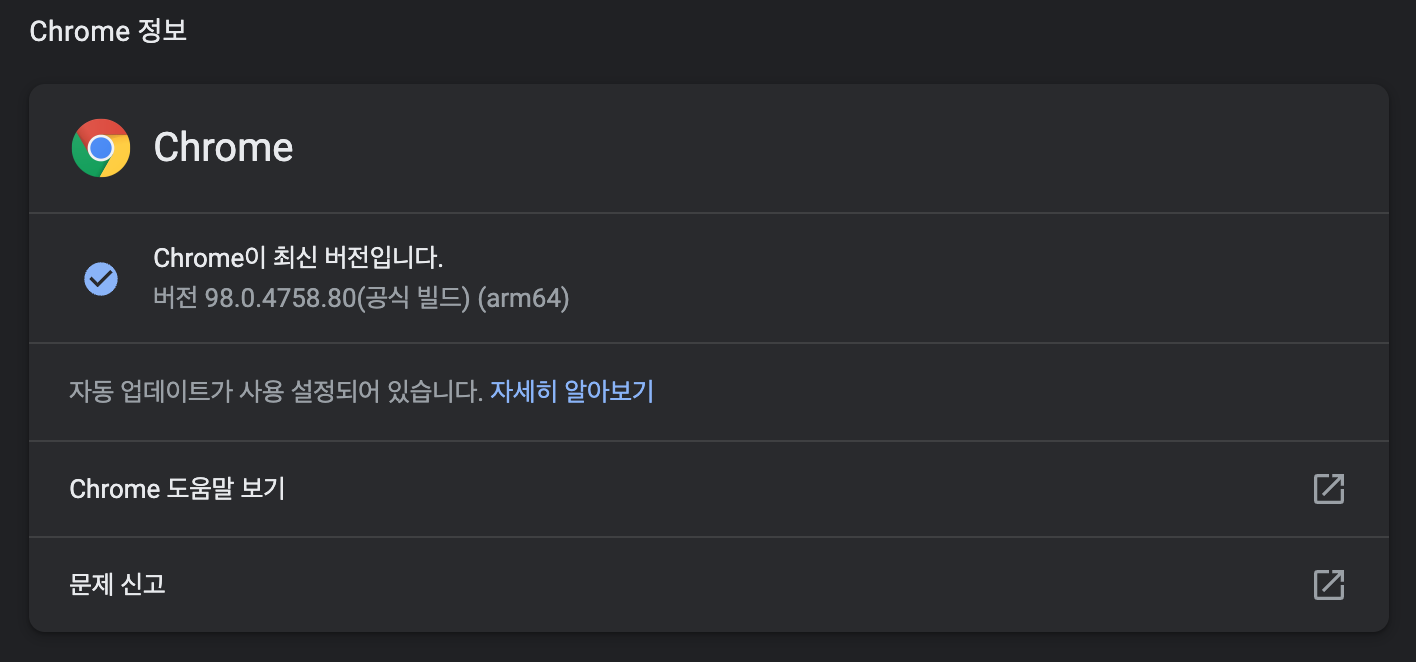 Chrome 정보
Chrome
Chrome이 최신 버전입니다.
버전 98.0.4758.80(공식 빌드) (arm64)
자동 업데이트가 사용 설정되어 있습니다. 자세히 알아보기
Chrome 도움말 보기
문제 신고